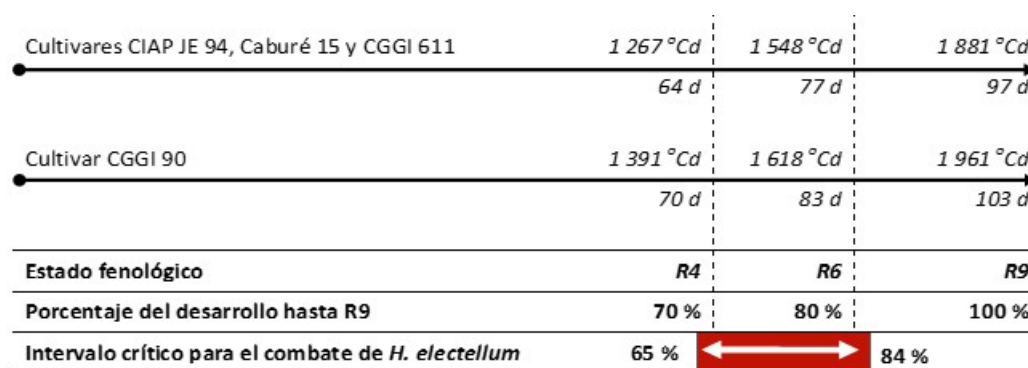 Cultivares CIAP JE 94, Caburé 15 y CGGI 611 1 267 °Cd 1 548 °Cd 1 881 °Cd
64 d 77 d 97 d
Cultivar CGGI 90 1 391 °Cd 1 618 °Cd 1 961 °Cd
70 d 83 d 103 d
Estado fenológico R4 R6 R9
Porcentaje del desarrollo hasta R9 70 % 80 % 100 %
Intervalo crítico para el combate de H. electellum 65 % 84 %